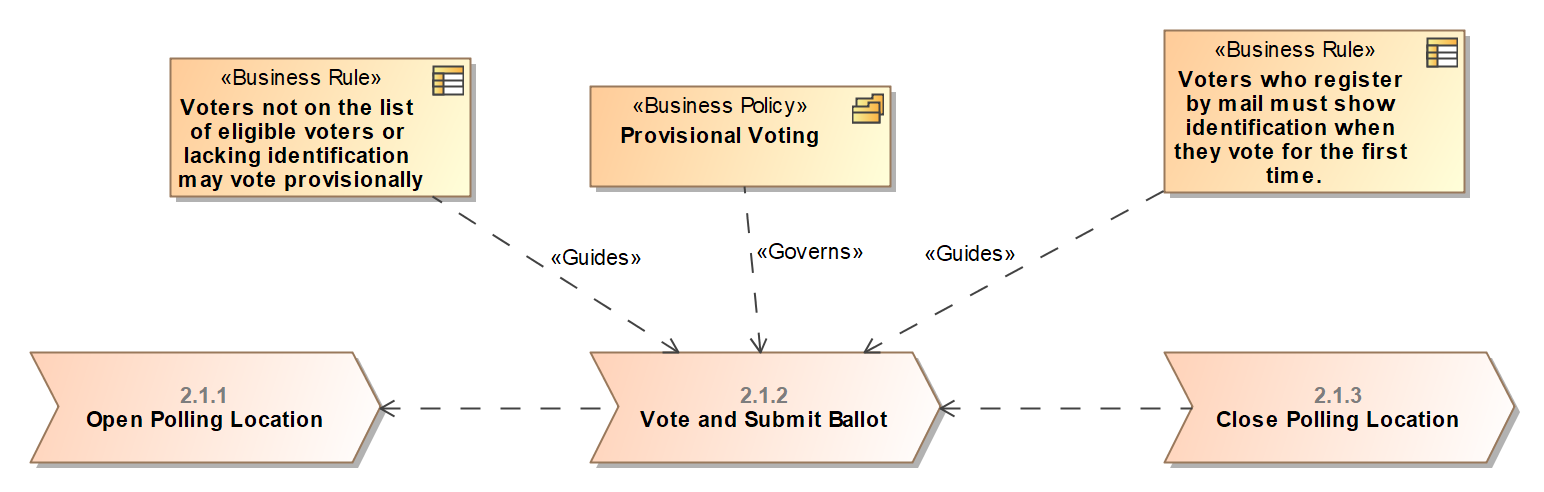 «Business Rule»
Voters not on the list
of eligible voters or
lacking identification
may vote provisionally
«Business Policy»
Provisional Voting
«Business Rule»
Voters who register
by mail must show
identification when
they vote for the first
time.
«Guides»
«Governs»
«Guides»
2.1.1
Open Polling Location
2.1.2
Vote and Submit Ballot
2.1.3
Close Polling Location